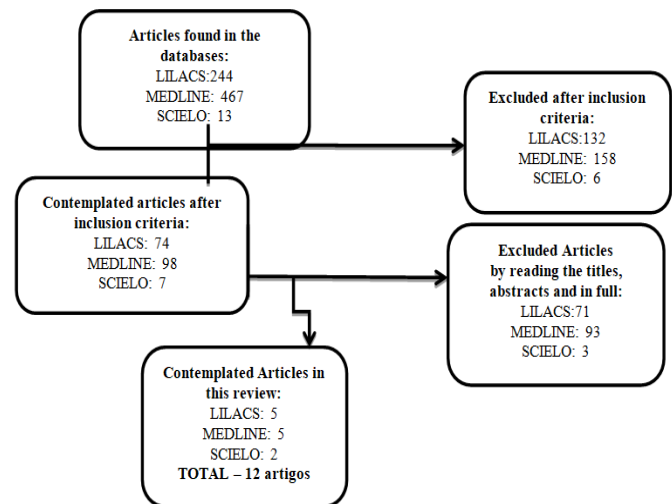 Articles found in the
databases:
LILACS:244
MEDLINE: 467
SCIELO: 13
Excluded after inclusion
criteria:
LILACS:132
MEDLINE: 158
SCIELO: 6
Contemplated articles after
inclusion criteria:
LILACS: 74
MEDLINE: 98
SCIELO: 7
Excluded Articles
by reading the titles,
abstracts and in full:
LILACS:71
MEDLINE: 93
SCIELO: 3
Contemplated Articles in
this review:
LILACS: 5
MEDLINE: 5
SCIELO: 2
TOTAL – 12 artigos